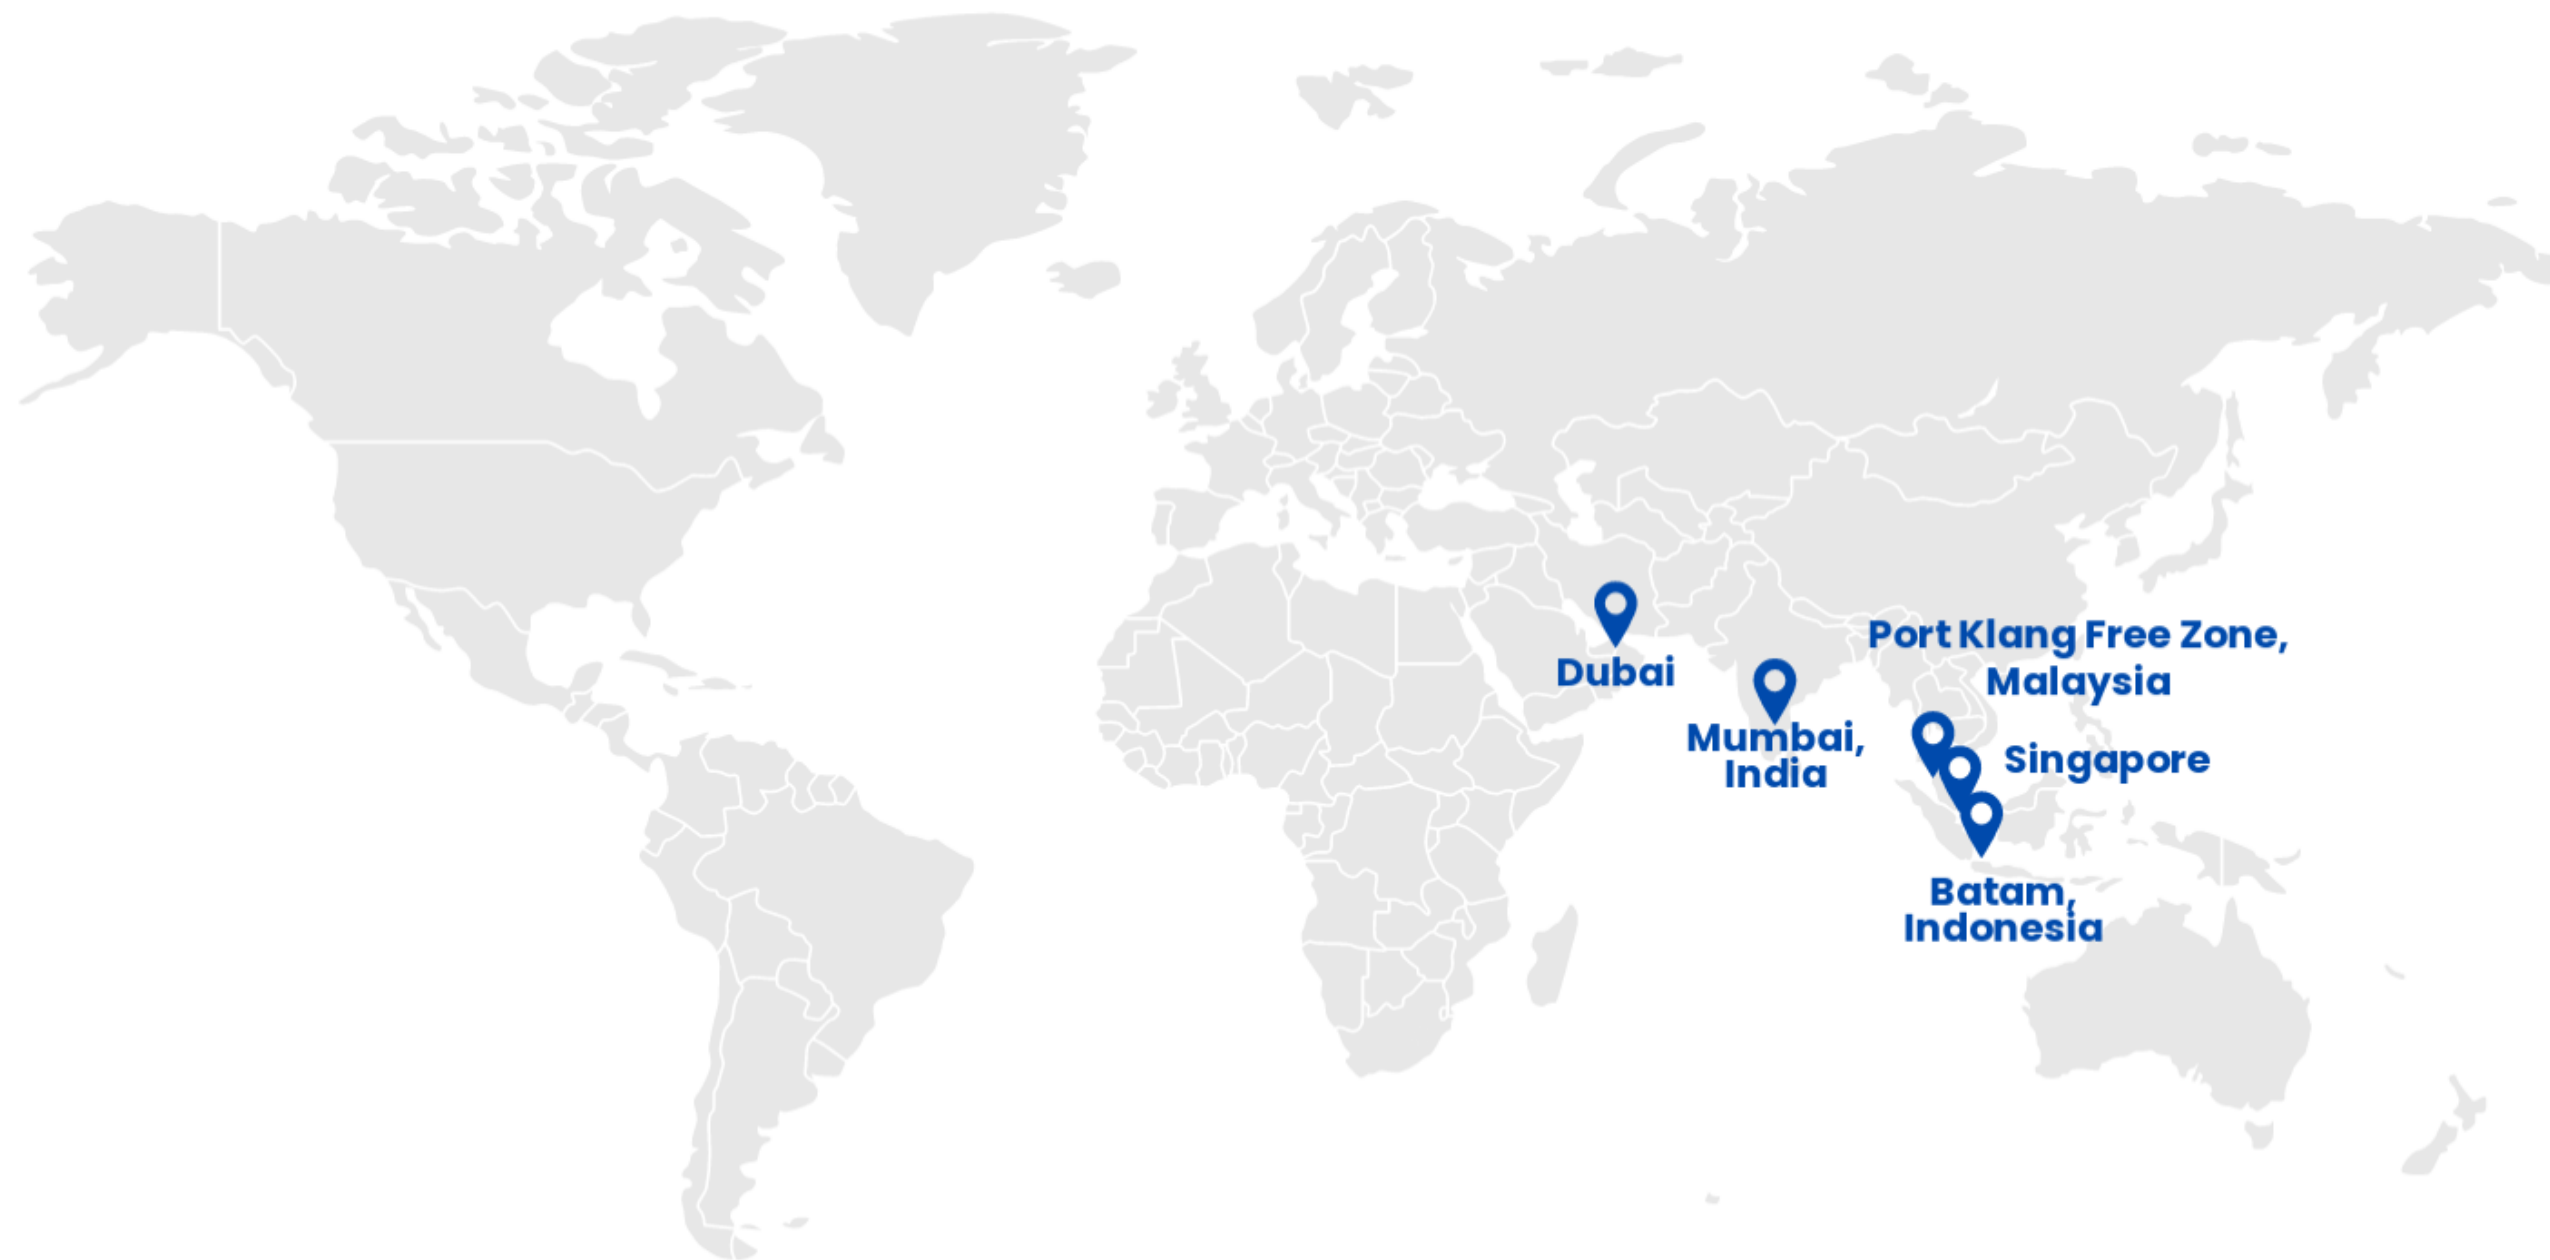 Port Klang Free Zone,
Malaysia
Dubai
Mumbai,
India
Singapore
Batam,
Indonesia